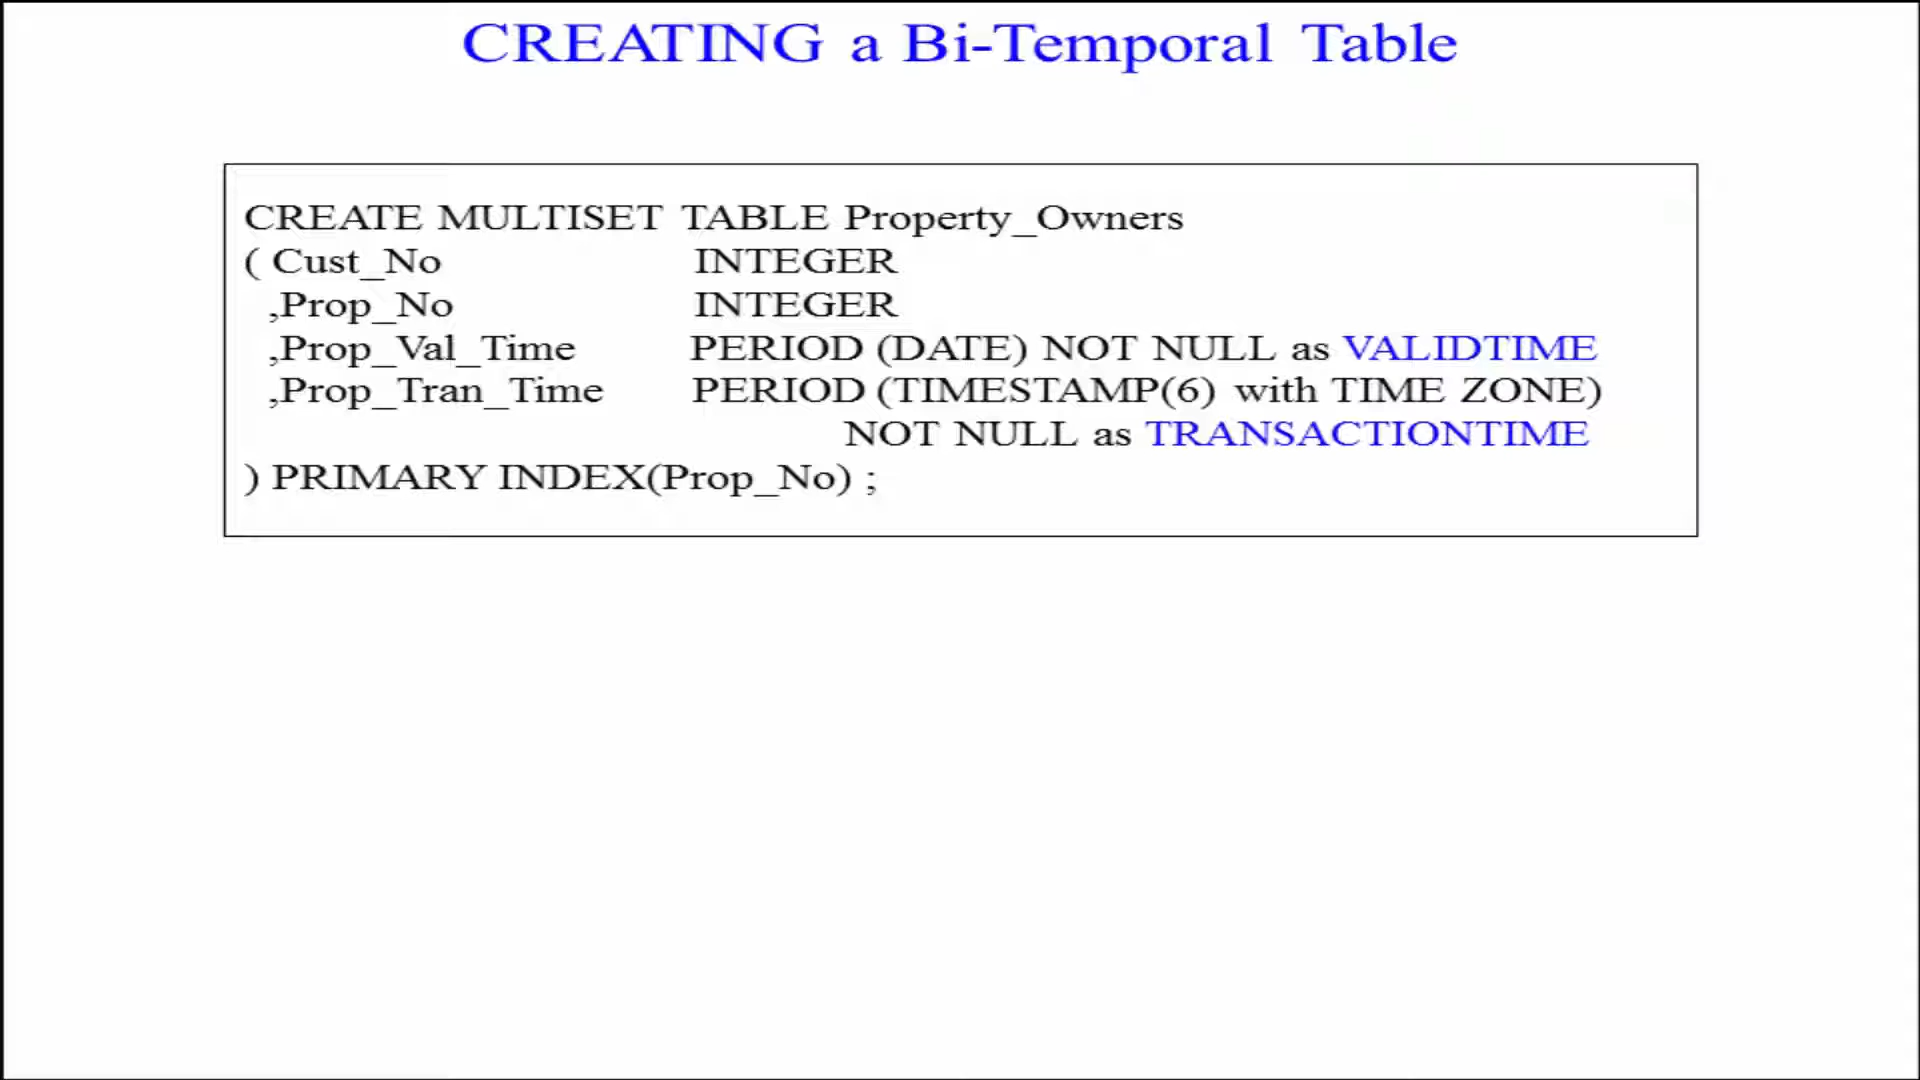 CREATING a Bi-Temporal Table
CREATE MULTISET TABLE Property_Owners
( Cust_No INTEGER
,Prop_No INTEGER
,Prop_Val_Time PERIOD (DATE) NOT NULL as VALIDTIME
,Prop_Tran_Time PERIOD (TIMESTAMP(6) with TIME ZONE)
NOT NULL as TRANSACTIONTIME
) PRIMARY INDEX(Prop_No) ;